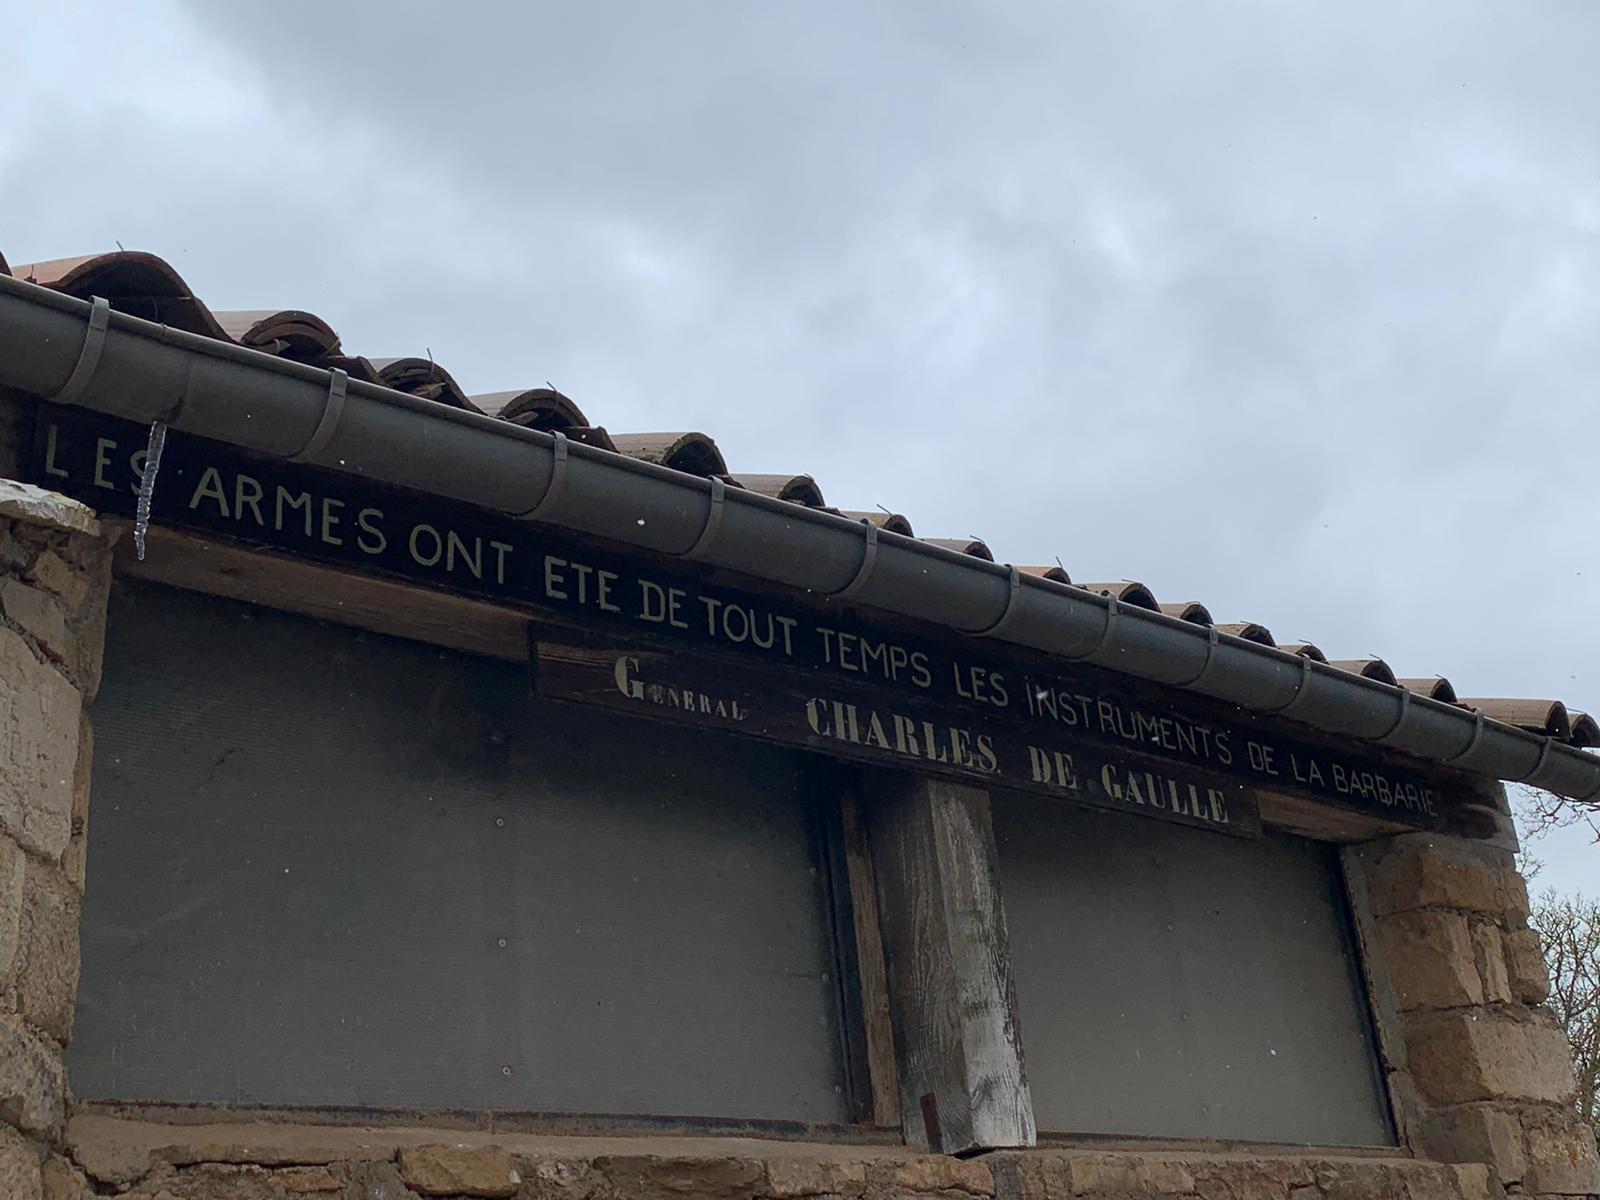 LES ARMES ONT ETE DE TOUT TEMPS LES INSTRUMENTS DE LA BARBARIE
GENERAL CHARLES DE GAULLE